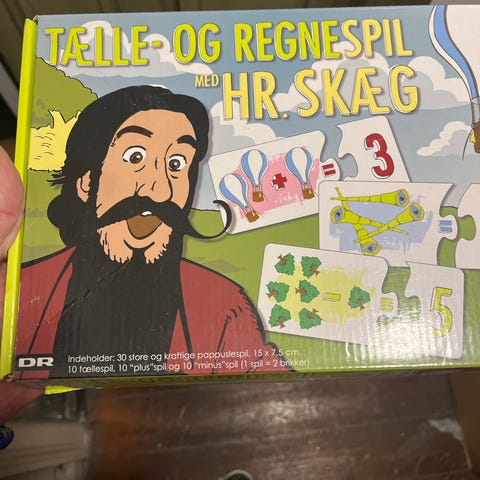 TÆLLE- OG REGNESPIL
MED HR. SKÆG
+ = 3
=
- = 5
DR
Indeholder: 30 store og kraftige pappuslespil. 15 x 7,5 cm.
10 tællespil, 10 "plus"spil og 10 "minus"spil (1 spil = 2 brikker)